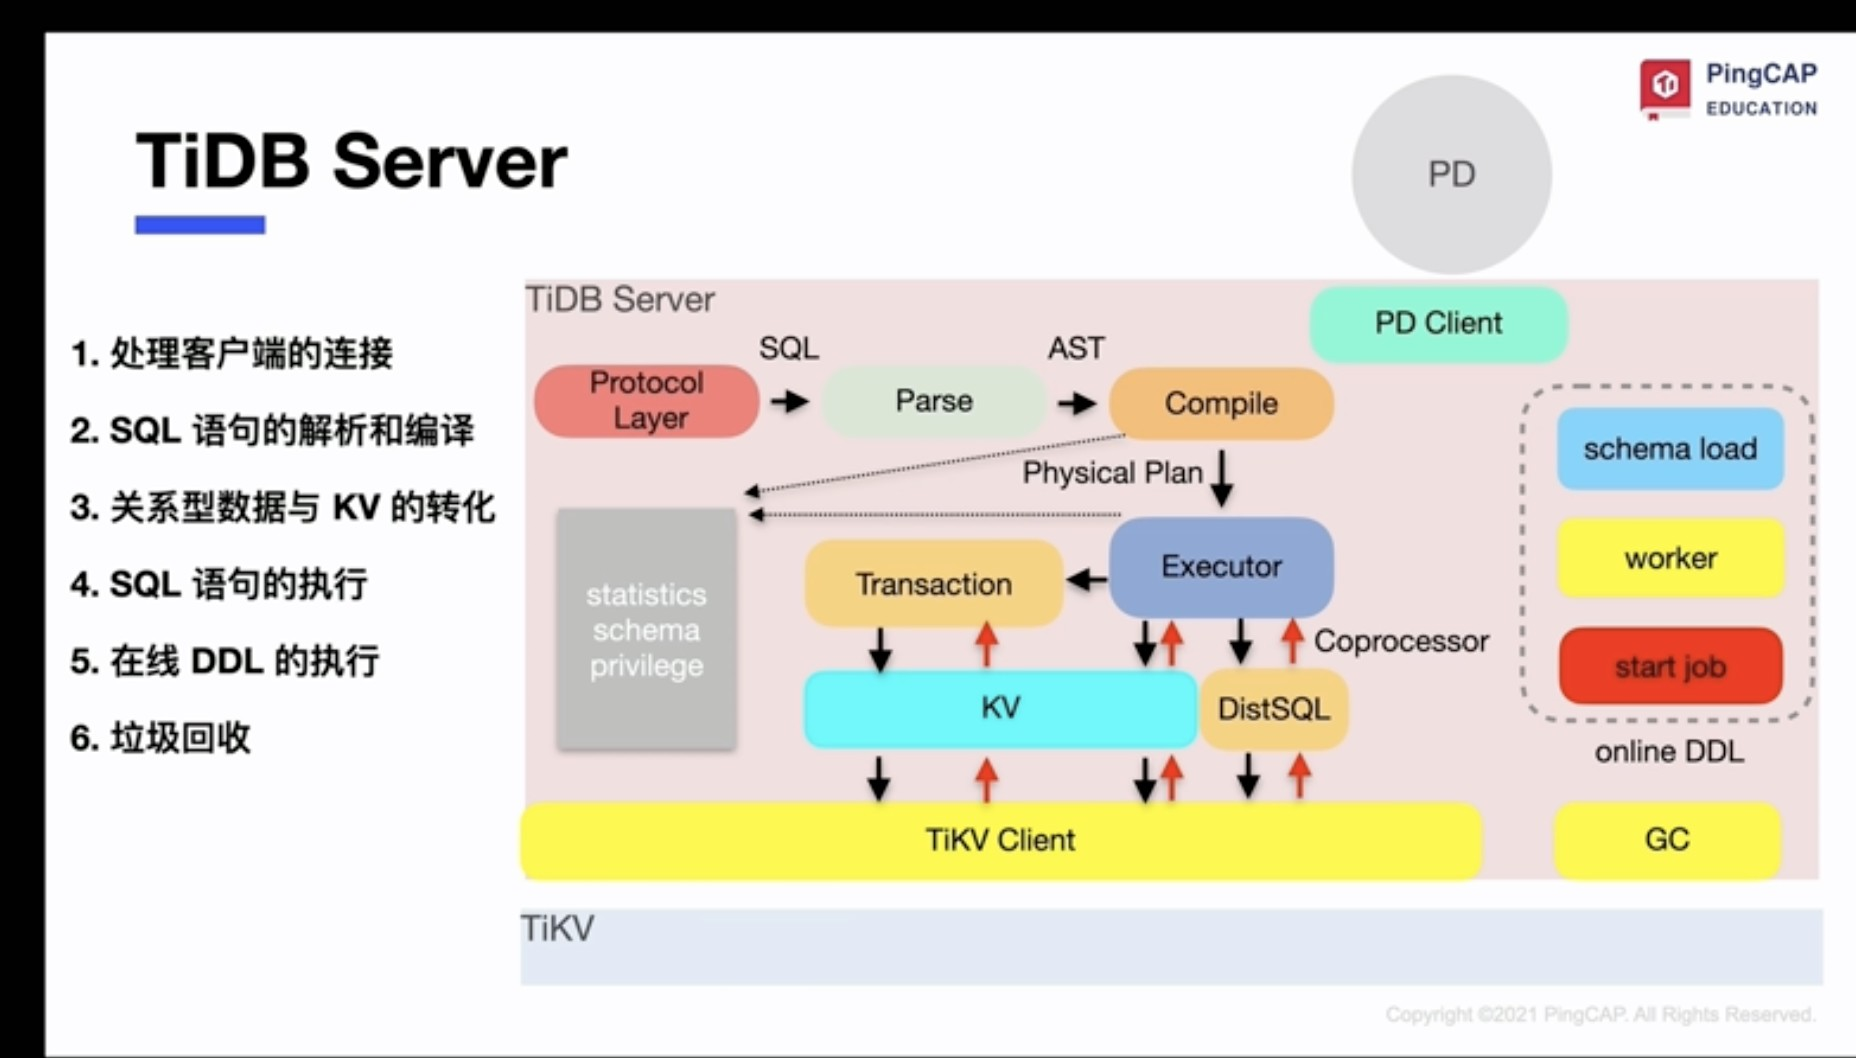 PingCAP
EDUCATION
TiDB Server
PD
1. 处理客户端的连接
2. SQL 语句的解析和编译
3. 关系型数据与 KV 的转化
4. SQL 语句的执行
5. 在线 DDL 的执行
6. 垃圾回收
TiDB Server
PD Client
SQL
AST
Protocol
Layer
Parse
Compile
Physical Plan
schema load
worker
start job
online DDL
statistics
schema
privilege
Transaction
Executor
Coprocessor
KV
DistSQL
TiKV Client
GC
TiKV
Copyright ©2021 PingCAP. All Rights Reserved.